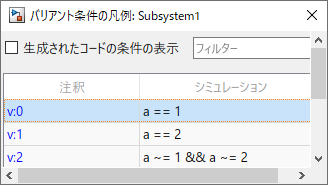 バリアント条件の凡例: Subsystem1
生成されたコードの条件の表示 フィルター
注釈 シミュレーション
v:0 a == 1
v:1 a == 2
v:2 a ~= 1 && a ~= 2